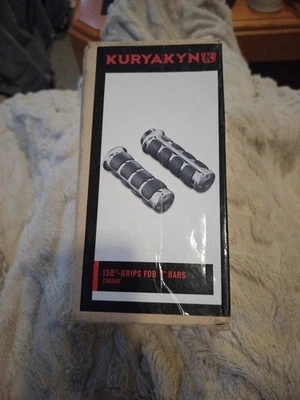 KURYAKYN K
ISO®-GRIPS FOR 1" BARS
CHROME